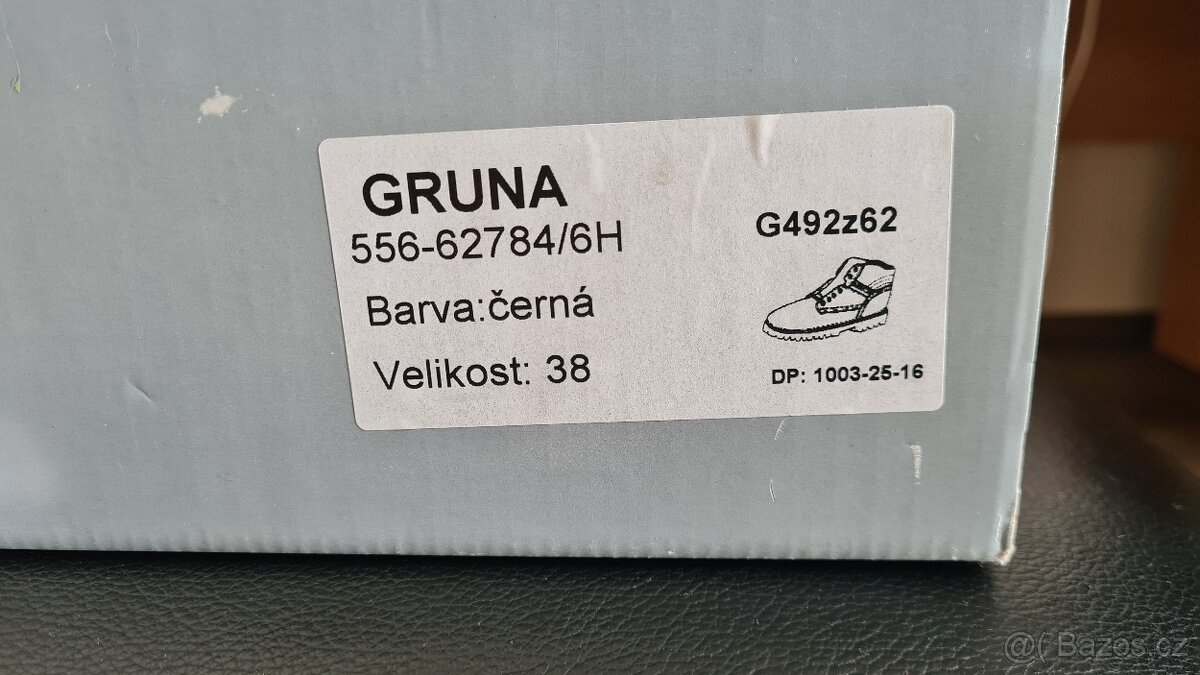 GRUNA
556-62784/6H
Barva:černá
Velikost: 38
G492z62
DP: 1003-25-16
@( Bazos.cz